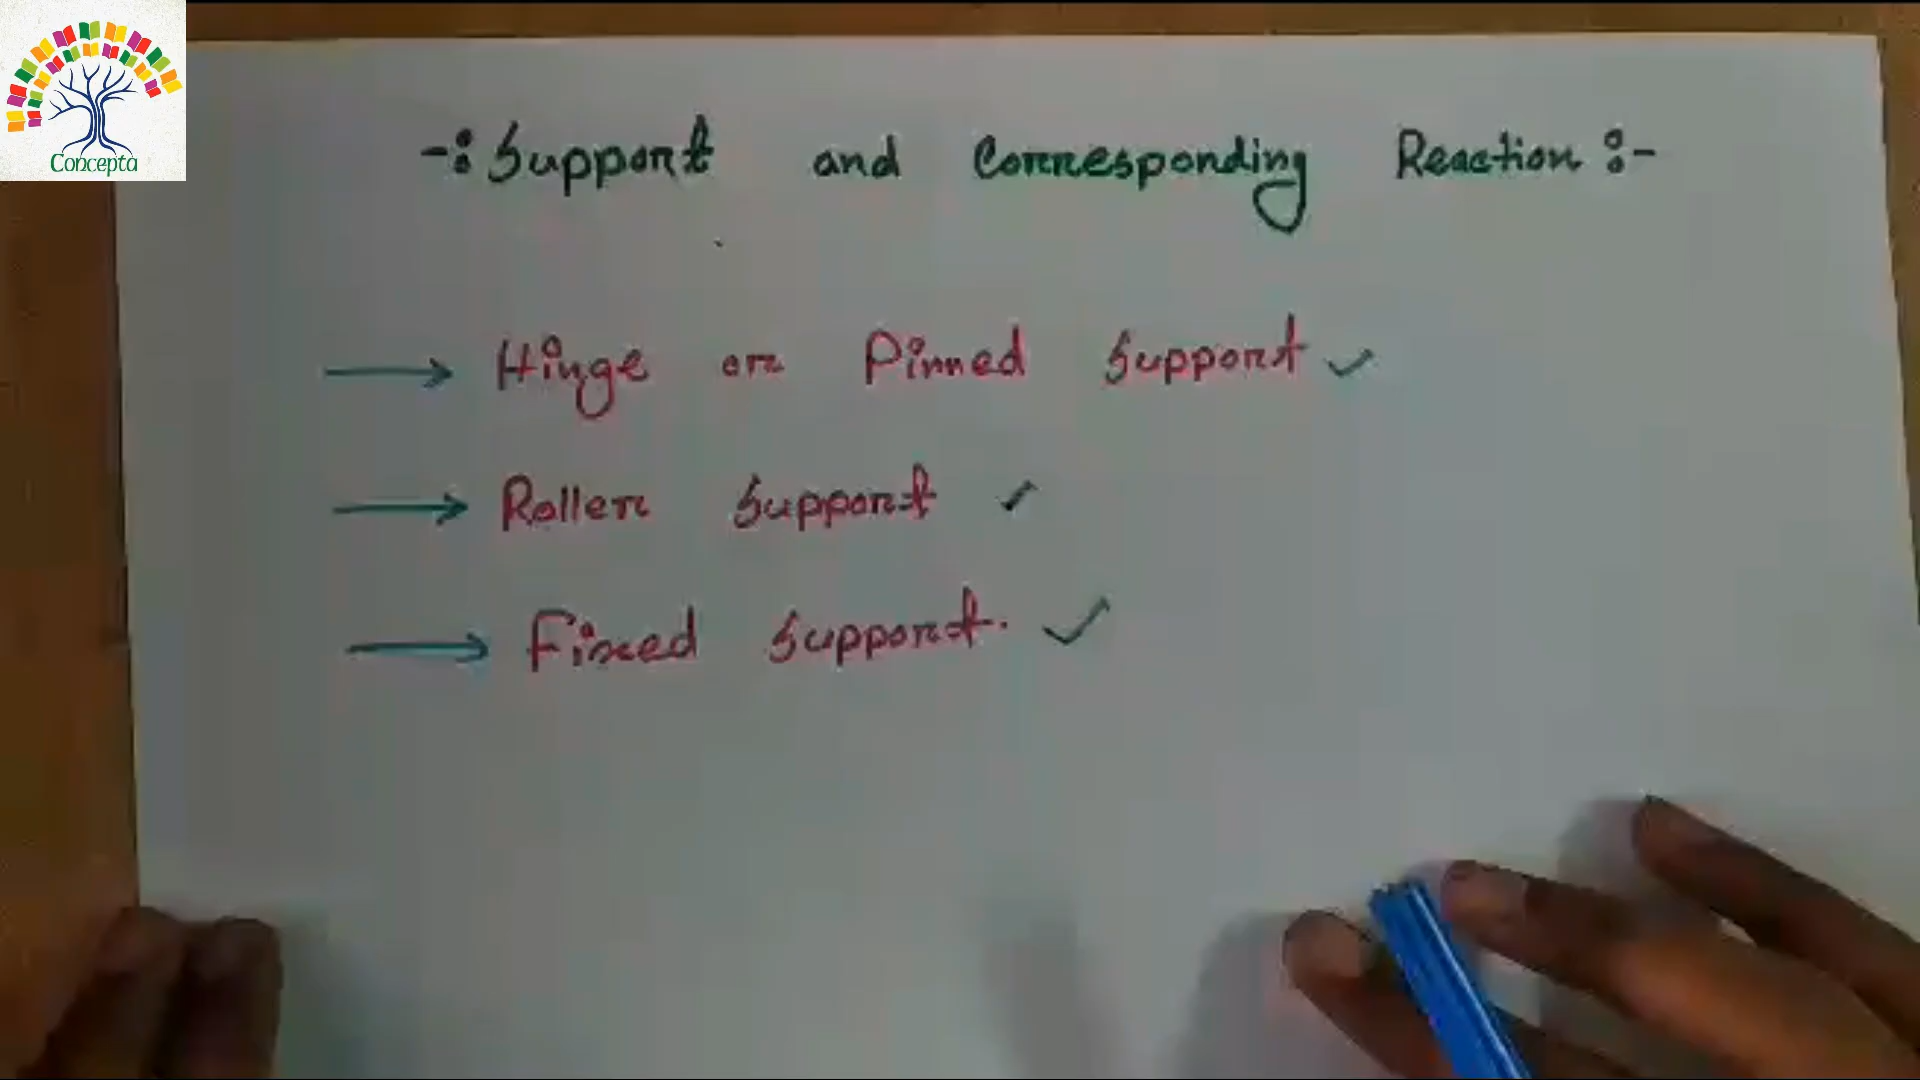 Concepta
-: Support and Corresponding Reaction :-
→ Hinge or Pinned Support ✓
→ Roller Support ✓
→ Fixed Support. ✓